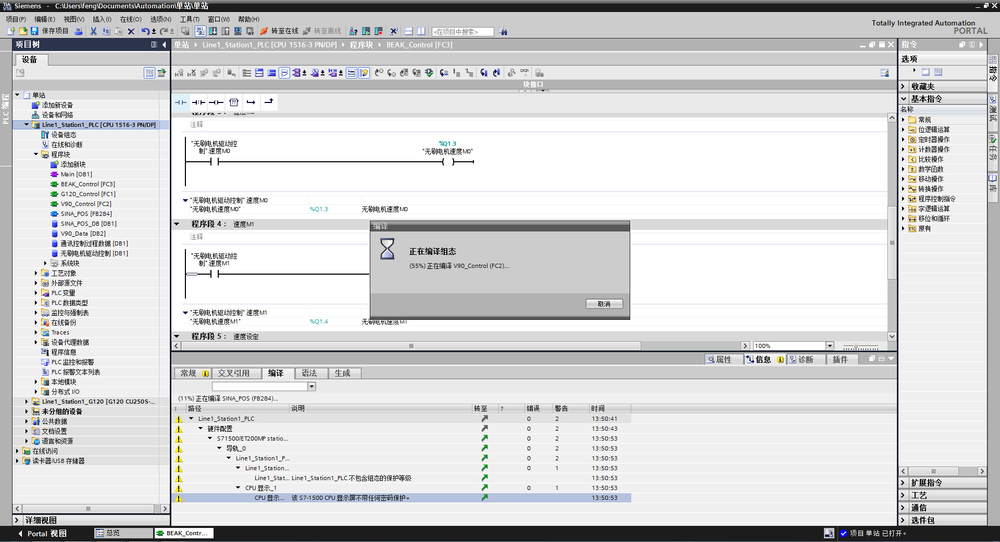 Siemens - C:\Users\feng\Documents\Automation\单站\单站
项目(P) 编辑(E) 视图(V) 插入(I) 在线(O) 选项(N) 工具(T) 窗口(W) 帮助(H)
Totally Integrated Automation
PORTAL
保存项目 转至在线 转至离线 <在项目中搜索>
项目树
单站 Line1_Station1_PLC [CPU 1516-3 PN/DP] 程序块 BEAK_Control [FC3]
指令
设备
选项
块接口
PLC 编程
单站
添加新设备
设备和网络
Line1_Station1_PLC [CPU 1516-3 PN/DP]
设备组态
在线和诊断
程序块
添加新块
Main [OB1]
BEAK_Control [FC3]
G120_Control [FC1]
V90_Control [FC2]
SINA_POS [FB284]
SINA_POS_DB [DB1]
V90_Data [DB2]
通讯控制过程数据 [DB1]
无刷电机驱动控制 [DB1]
系统块
工艺对象
外部源文件
PLC 变量
PLC 数据类型
监控与强制表
在线备份
Traces
设备代理数据
程序信息
PLC 监控和报警
PLC 报警文本列表
本地模块
分布式 I/O
Line1_Station1_G120 [G120 CU250S-...
未分组的设备
公共数据
文档设置
语言和资源
在线访问
读卡器/USB 存储器
详细视图
程序段 3： 速度M0
注释
"无刷电机驱动控
制".速度M0
%Q1.3
"无刷电机速度M0"
"无刷电机驱动控制".速度M0
"无刷电机速度M0" %Q1.3 无刷电机速度M0
程序段 4： 速度M1
注释
"无刷电机驱动控
制".速度M1
"无刷电机驱动控制".速度M1
"无刷电机速度M1" %Q1.4 无刷电机速度M1
程序段 5： 速度设定
100%
编译
正在编译组态
(55%) 正在编译 V90_Control (FC2)...
取消
属性 信息 诊断 插件
常规 交叉引用 编译 语法 生成
(11%) 正在编译 SINA_POS (FB284)...
! 路径 说明 转至 ? 错误 警告 时间
Line1_Station1_PLC 0 2 13:50:41
硬件配置 0 2 13:50:43
S71500/ET200MP statio... 0 2 13:50:53
导轨_0 0 2 13:50:53
Line1_Station1_P... 0 2 13:50:53
Line1_Station... 0 1 13:50:53
Line1_Stat... Line1_Station1_PLC 不包含组态的保护等级 13:50:53
CPU 显示_1 0 1 13:50:53
CPU 显示... 该 S7-1500 CPU 显示屏不带任何密码保护。 13:50:53
收藏夹
基本指令
名称
常规
位逻辑运算
定时器操作
计数器操作
比较操作
数学函数
移动操作
转换操作
程序控制指令
字逻辑运算
移位和循环
原有
扩展指令
工艺
通信
选件包
指令
测试
任务
库
Portal 视图 总览 BEAK_Contr... 项目 单站 已打开。